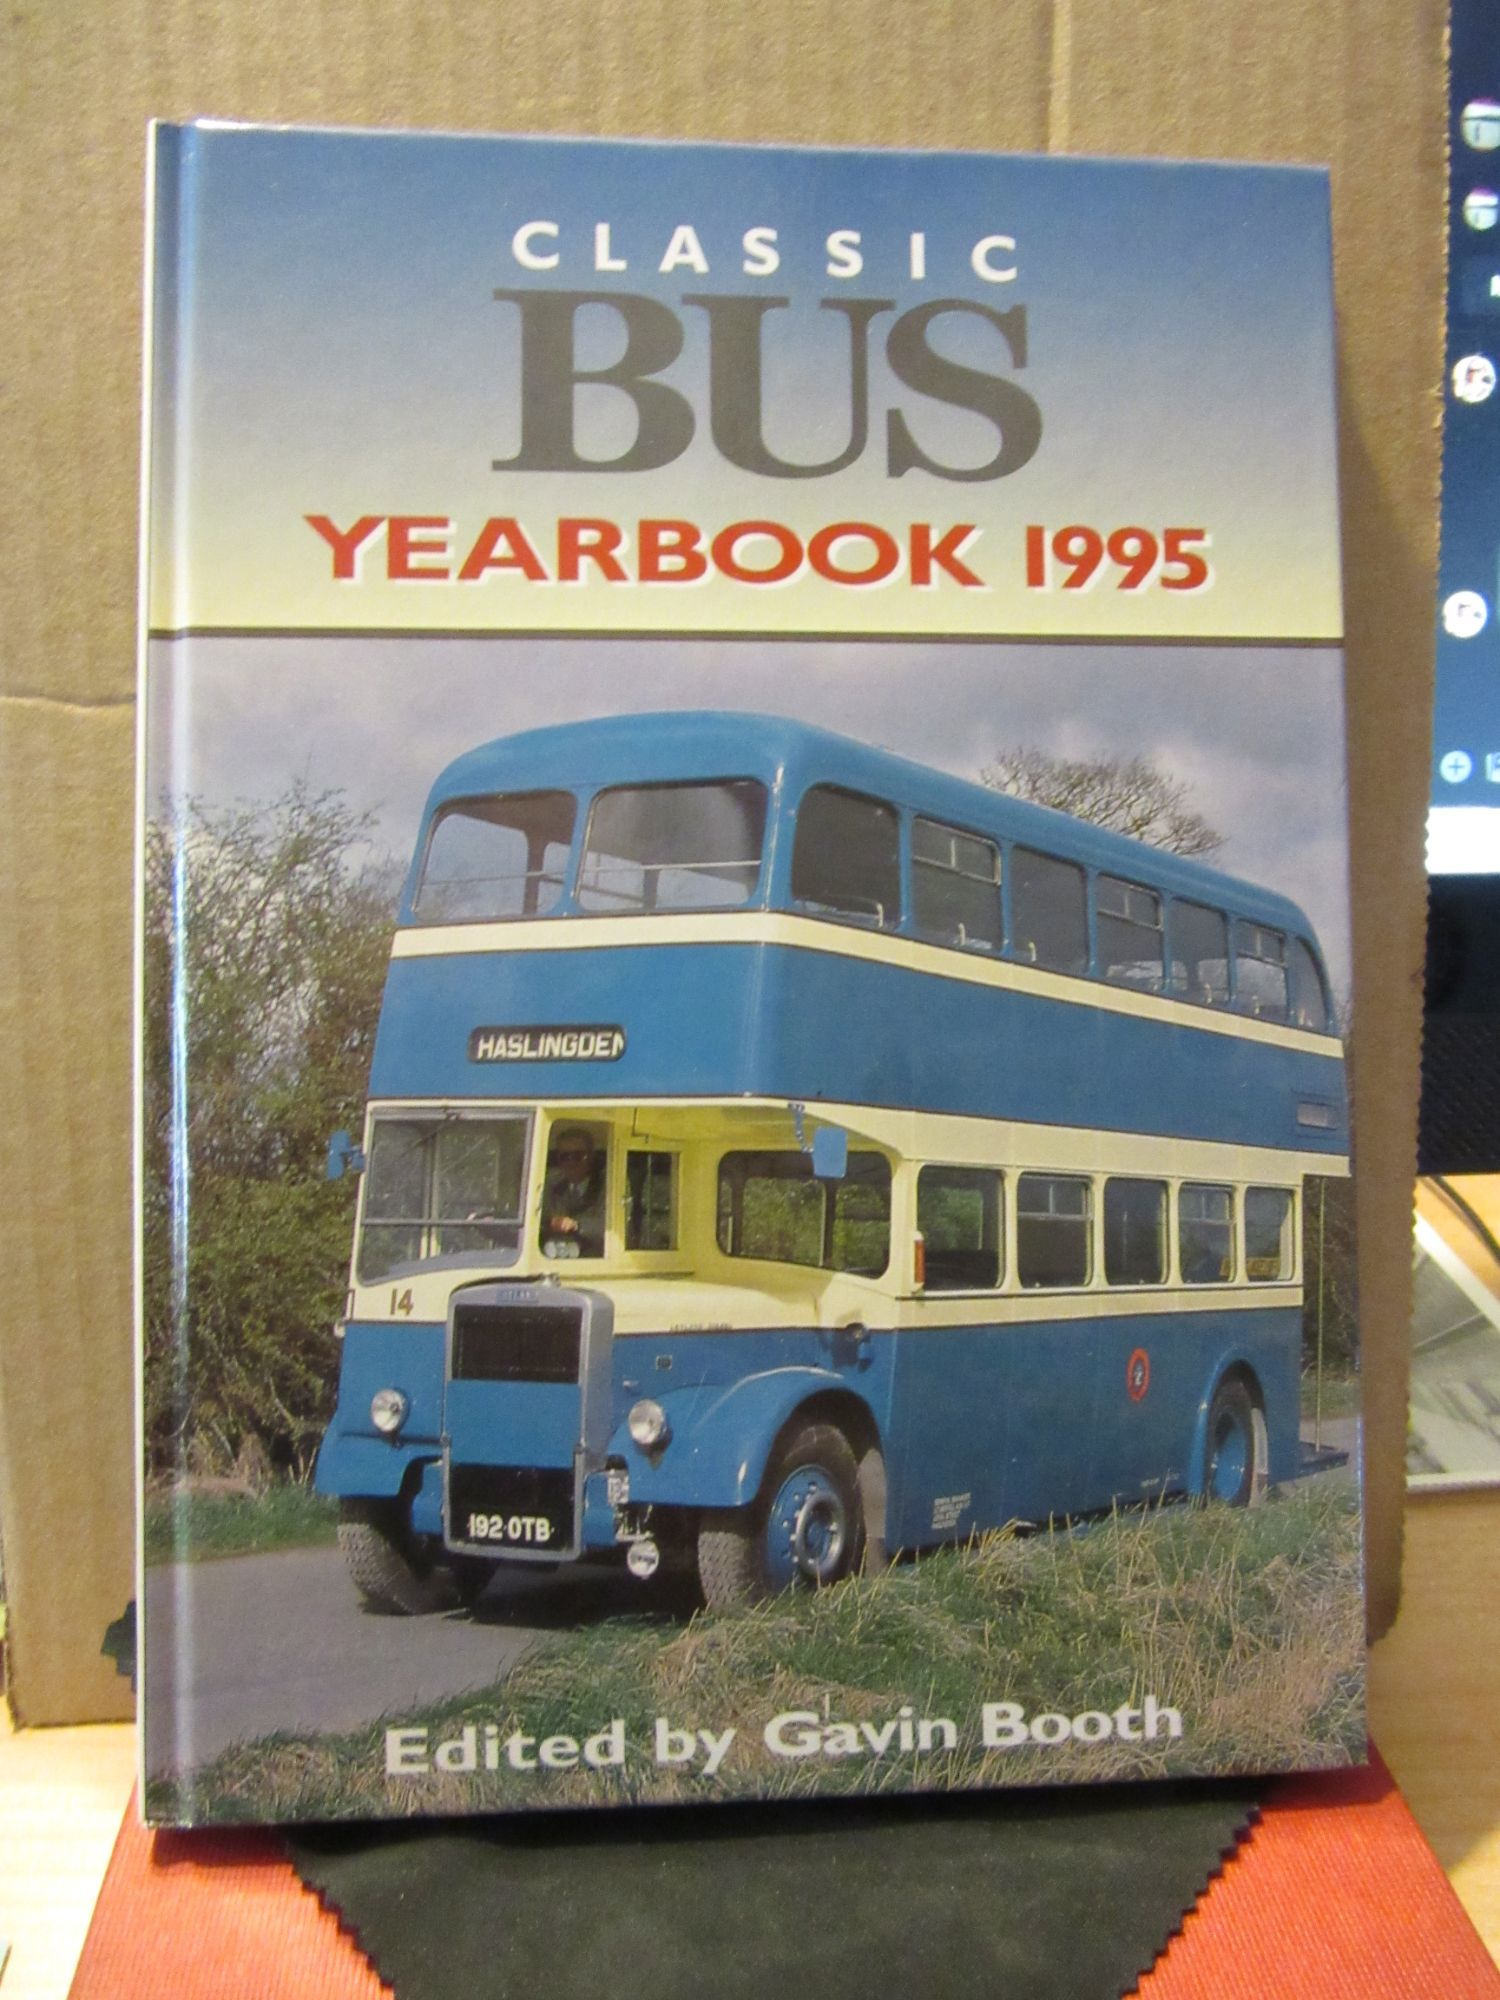 CLASSIC
BUS
YEARBOOK 1995
HASLINGDEN
14
192·OTB
Edited by Gavin Booth